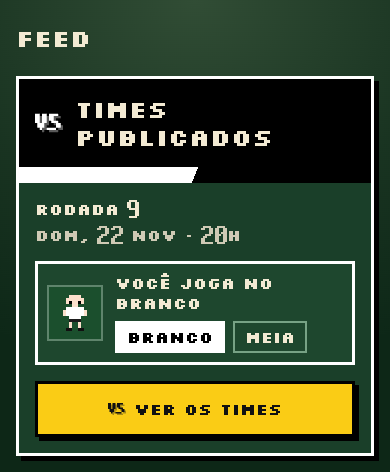 FEED
VS TIMES
PUBLICADOS
RODADA 9
DOM, 22 NOV · 20H
VOCÊ JOGA NO
BRANCO
BRANCO MEIA
VS VER OS TIMES